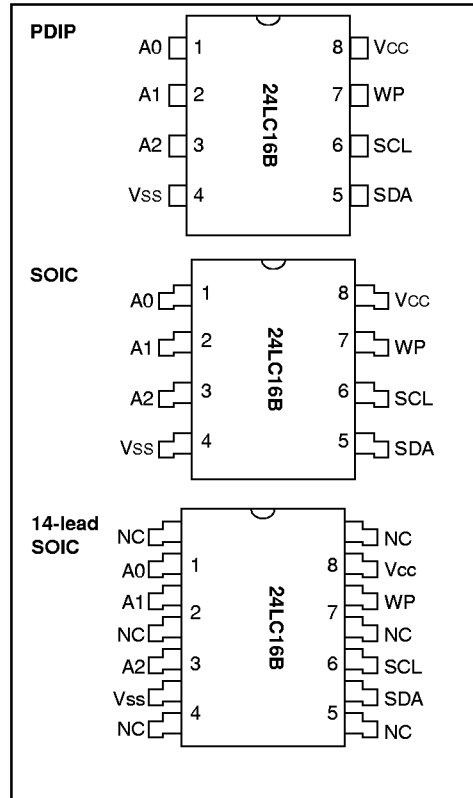 PDIP
A0 1 8 VCC
A1 2 7 WP
A2 3 6 SCL
VSS 4 5 SDA
24LC16B
SOIC
A0 1 8 VCC
A1 2 7 WP
A2 3 6 SCL
VSS 4 5 SDA
24LC16B
14-lead
SOIC
NC NC
A0 1 8 Vcc
A1 WP
2 7
NC NC
A2 3 6 SCL
Vss SDA
4 5
NC NC
24LC16B